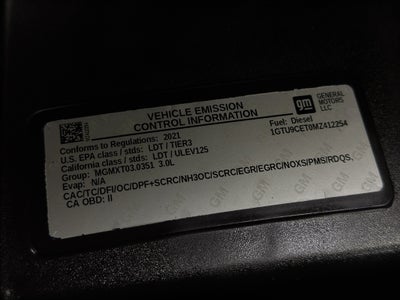 VEHICLE EMISSION
CONTROL INFORMATION
gm
GENERAL
MOTORS
LLC
Conforms to Regulations: 2021
Fuel: Diesel
U.S. EPA class / stds: LDT / TIER3
1GTU9CET0MZ412254
California class / stds: LDT / ULEV125
Group: MGMXT03.0351 3.0L
Evap: N/A
CAC/TC/DFI/OC/DPF+SCRC/NH3OC/SCRC/EGR/EGRC/NOXS/PMS/RDQS,
CA OBD: II